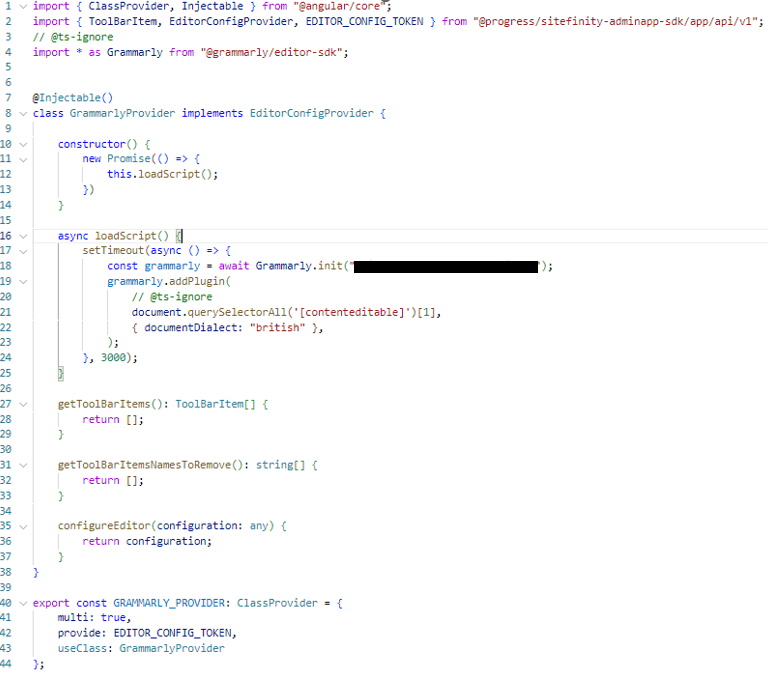 1 import { ClassProvider, Injectable } from "@angular/core";
2 import { ToolBarItem, EditorConfigProvider, EDITOR_CONFIG_TOKEN } from "@progress/sitefinity-adminapp-sdk/app/api/v1";
3 // @ts-ignore
4 import * as Grammarly from "@grammarly/editor-sdk";
5
6
7 @Injectable()
8 class GrammarlyProvider implements EditorConfigProvider {
9
10 constructor() {
11 new Promise(() => {
12 this.loadScript();
13 })
14 }
15
16 async loadScript() {
17 setTimeout(async () => {
18 const grammarly = await Grammarly.init("");
19 grammarly.addPlugin(
20 // @ts-ignore
21 document.querySelectorAll('[contenteditable]')[1],
22 { documentDialect: "british" },
23 );
24 }, 3000);
25 }
26
27 getToolBarItems(): ToolBarItem[] {
28 return [];
29 }
30
31 getToolBarItemsNamesToRemove(): string[] {
32 return [];
33 }
34
35 configureEditor(configuration: any) {
36 return configuration;
37 }
38 }
39
40 export const GRAMMARLY_PROVIDER: ClassProvider = {
41 multi: true,
42 provide: EDITOR_CONFIG_TOKEN,
43 useClass: GrammarlyProvider
44 };